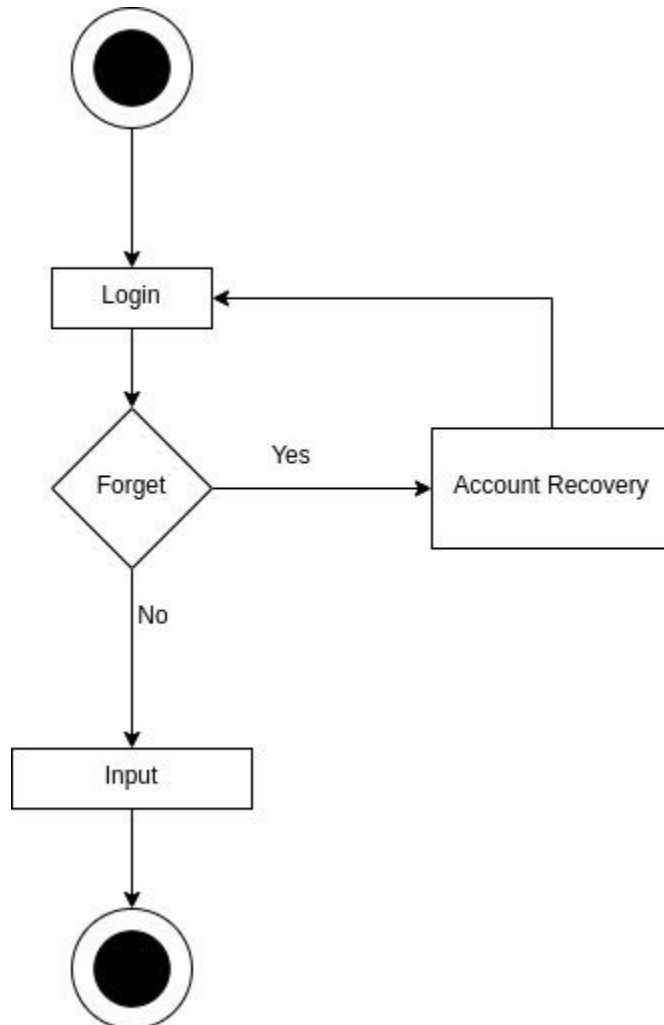 Login
Yes
Forget
Account Recovery
No
Input